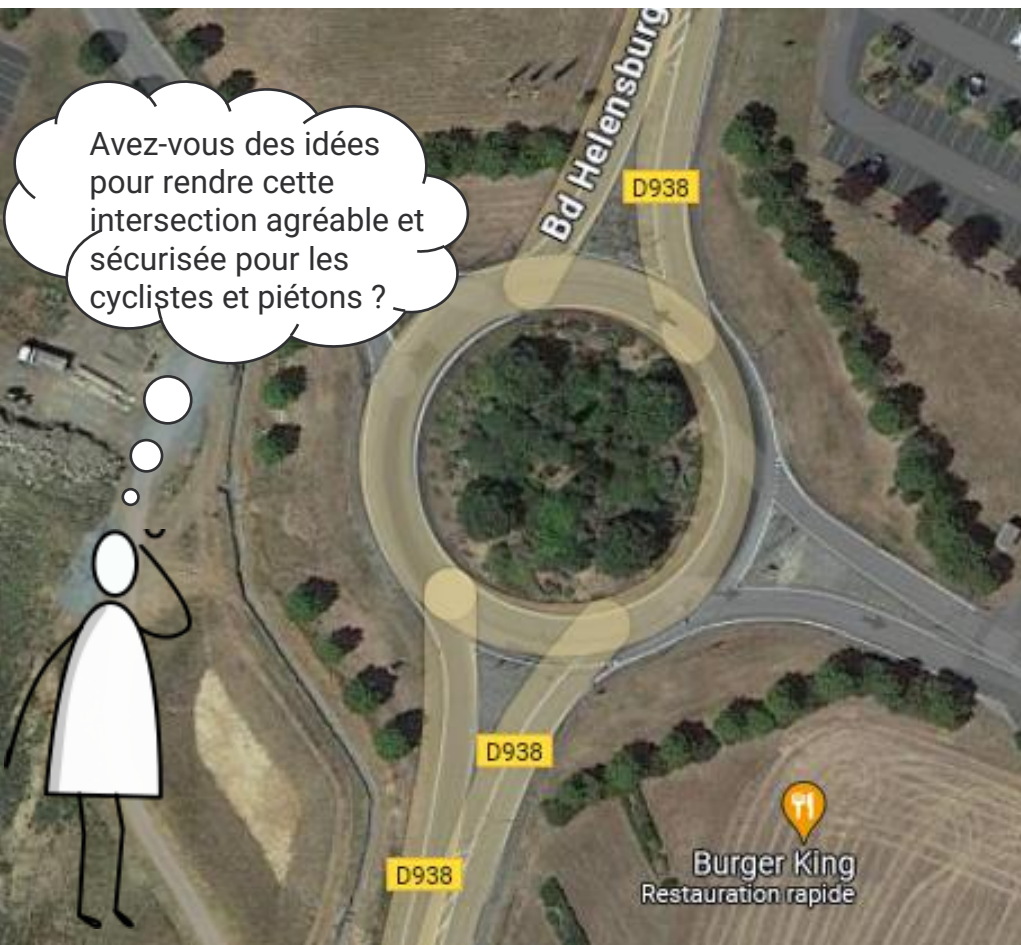 Avez-vous des idées
pour rendre cette
intersection agréable et
sécurisée pour les
cyclistes et piétons ?
Bd Helensburg
D938
D938
D938
Burger King
Restauration rapide